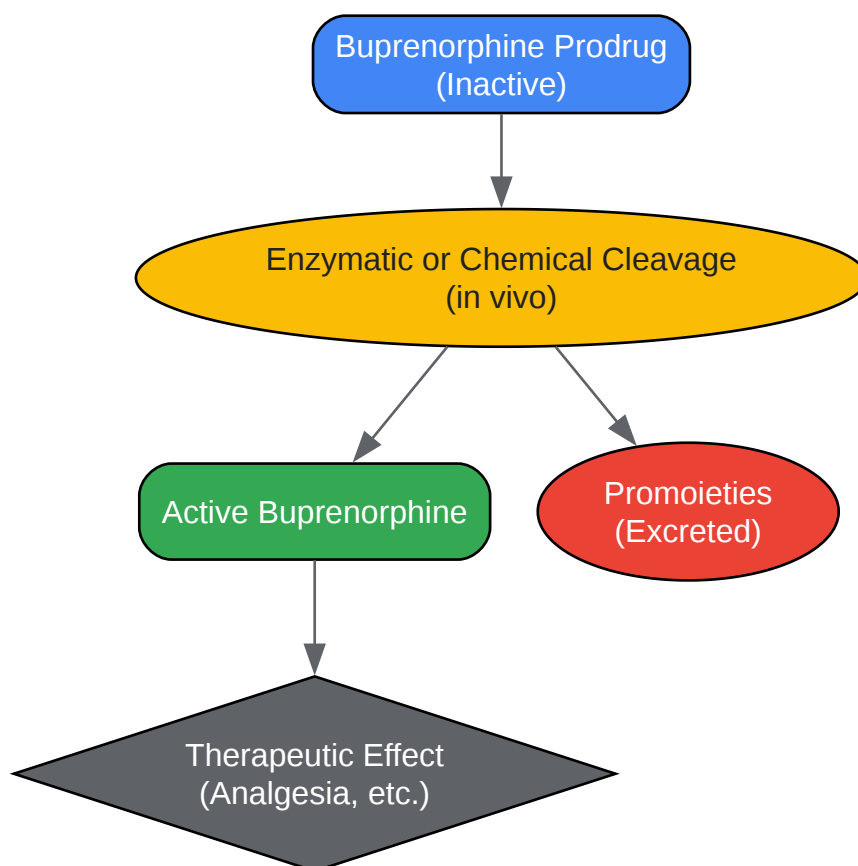 Buprenorphine Prodrug
(Inactive)
Enzymatic or Chemical Cleavage
(in vivo)
Active Buprenorphine
Promoieties
(Excreted)
Therapeutic Effect
(Analgesia, etc.)